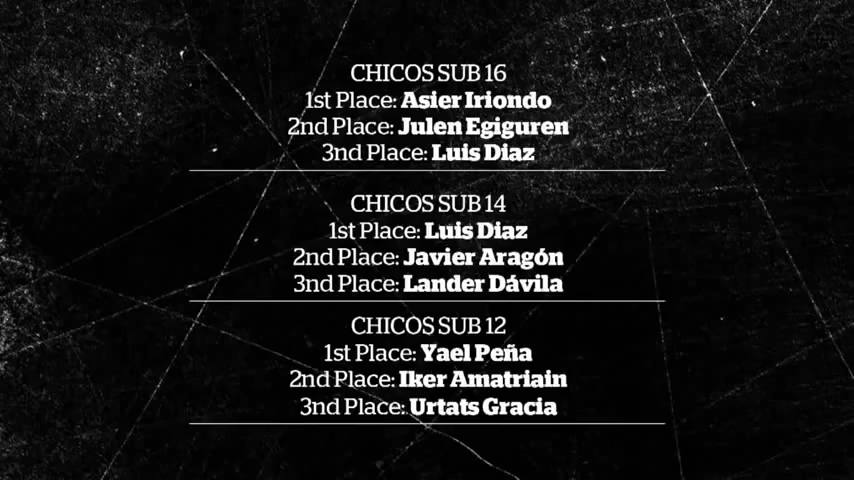 CHICOS SUB 16
1st Place: Asier Iriondo
2nd Place: Julen Egiguren
3nd Place: Luis Diaz
CHICOS SUB 14
1st Place: Luis Diaz
2nd Place: Javier Aragón
3nd Place: Lander Dávila
CHICOS SUB 12
1st Place: Yael Peña
2nd Place: Iker Amatriain
3nd Place: Urtats Gracia